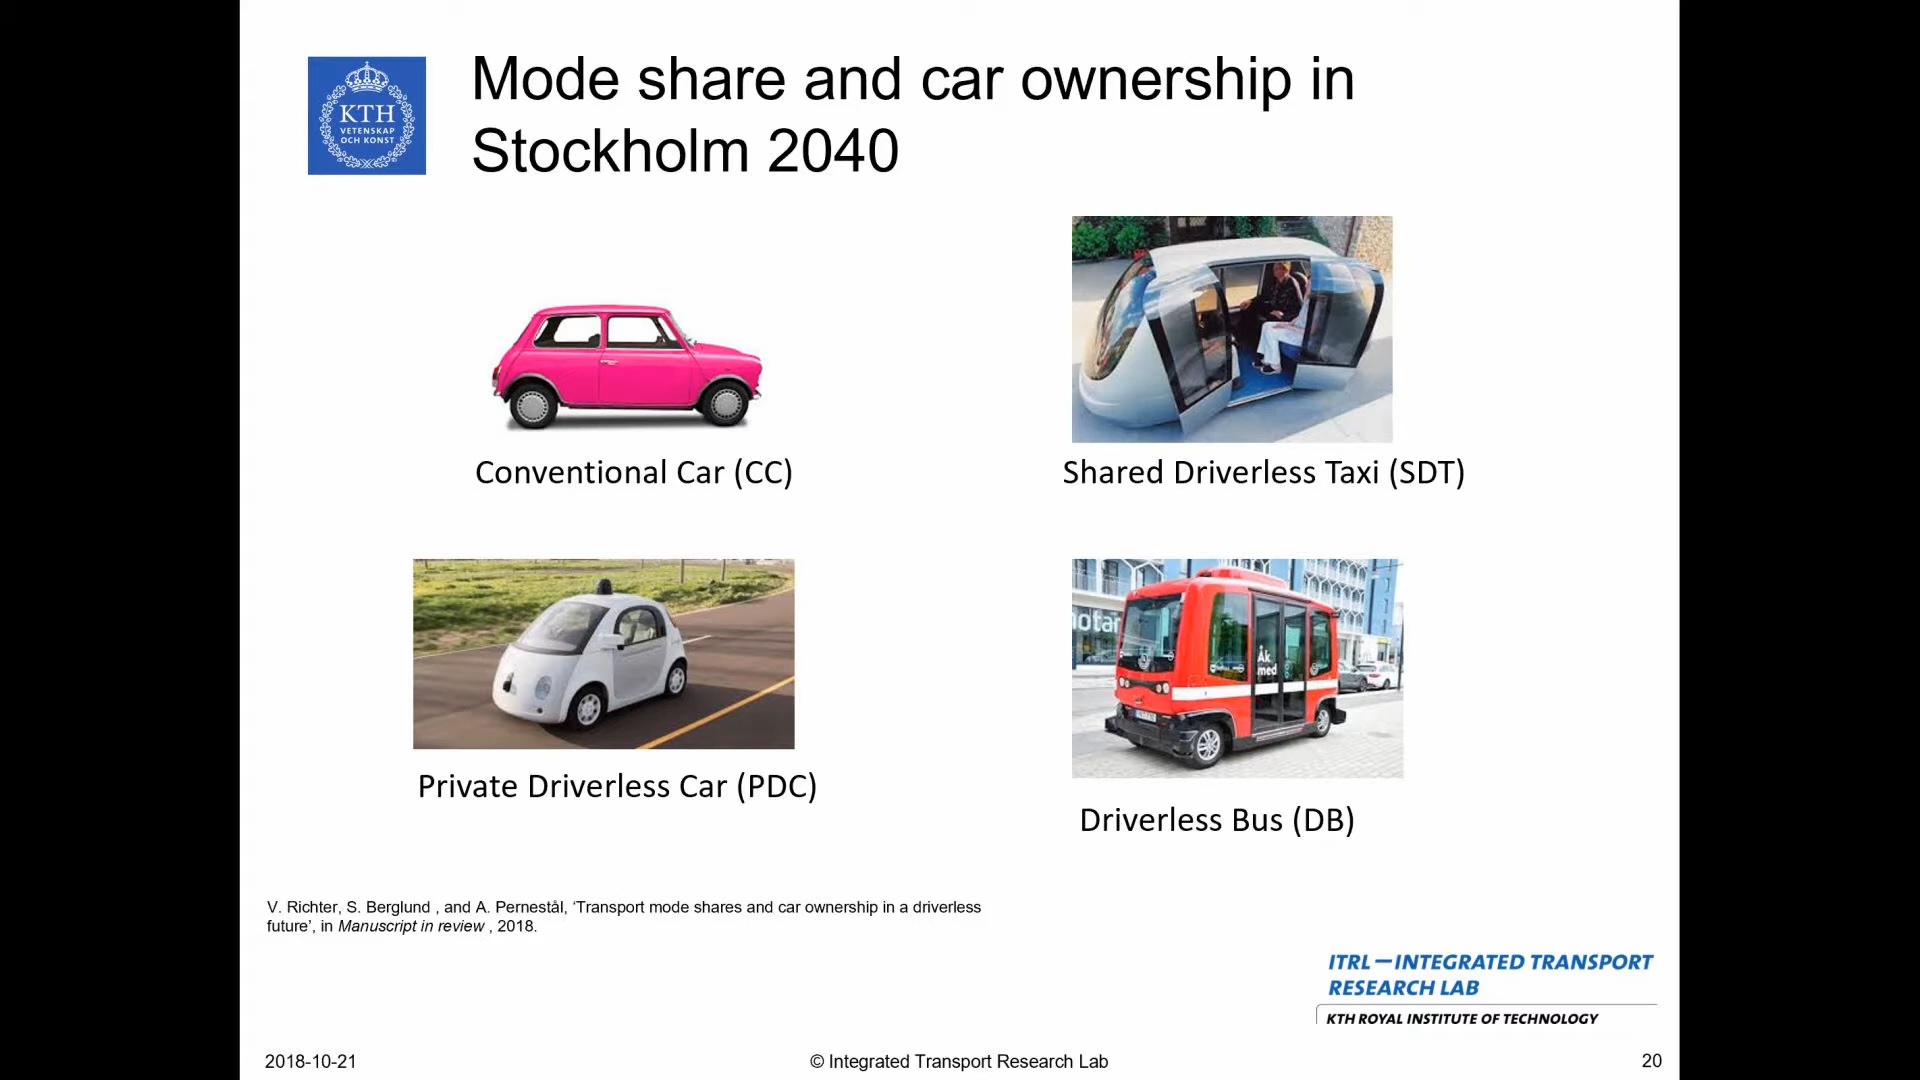 KTH
VETENSKAP
OCH KONST
Mode share and car ownership in
Stockholm 2040
Conventional Car (CC)
Shared Driverless Taxi (SDT)
Åk
med
Private Driverless Car (PDC)
Driverless Bus (DB)
V. Richter, S. Berglund , and A. Pernestål, ‘Transport mode shares and car ownership in a driverless
future’, in Manuscript in review , 2018.
ITRL — INTEGRATED TRANSPORT
RESEARCH LAB
KTH ROYAL INSTITUTE OF TECHNOLOGY
2018-10-21
© Integrated Transport Research Lab
20